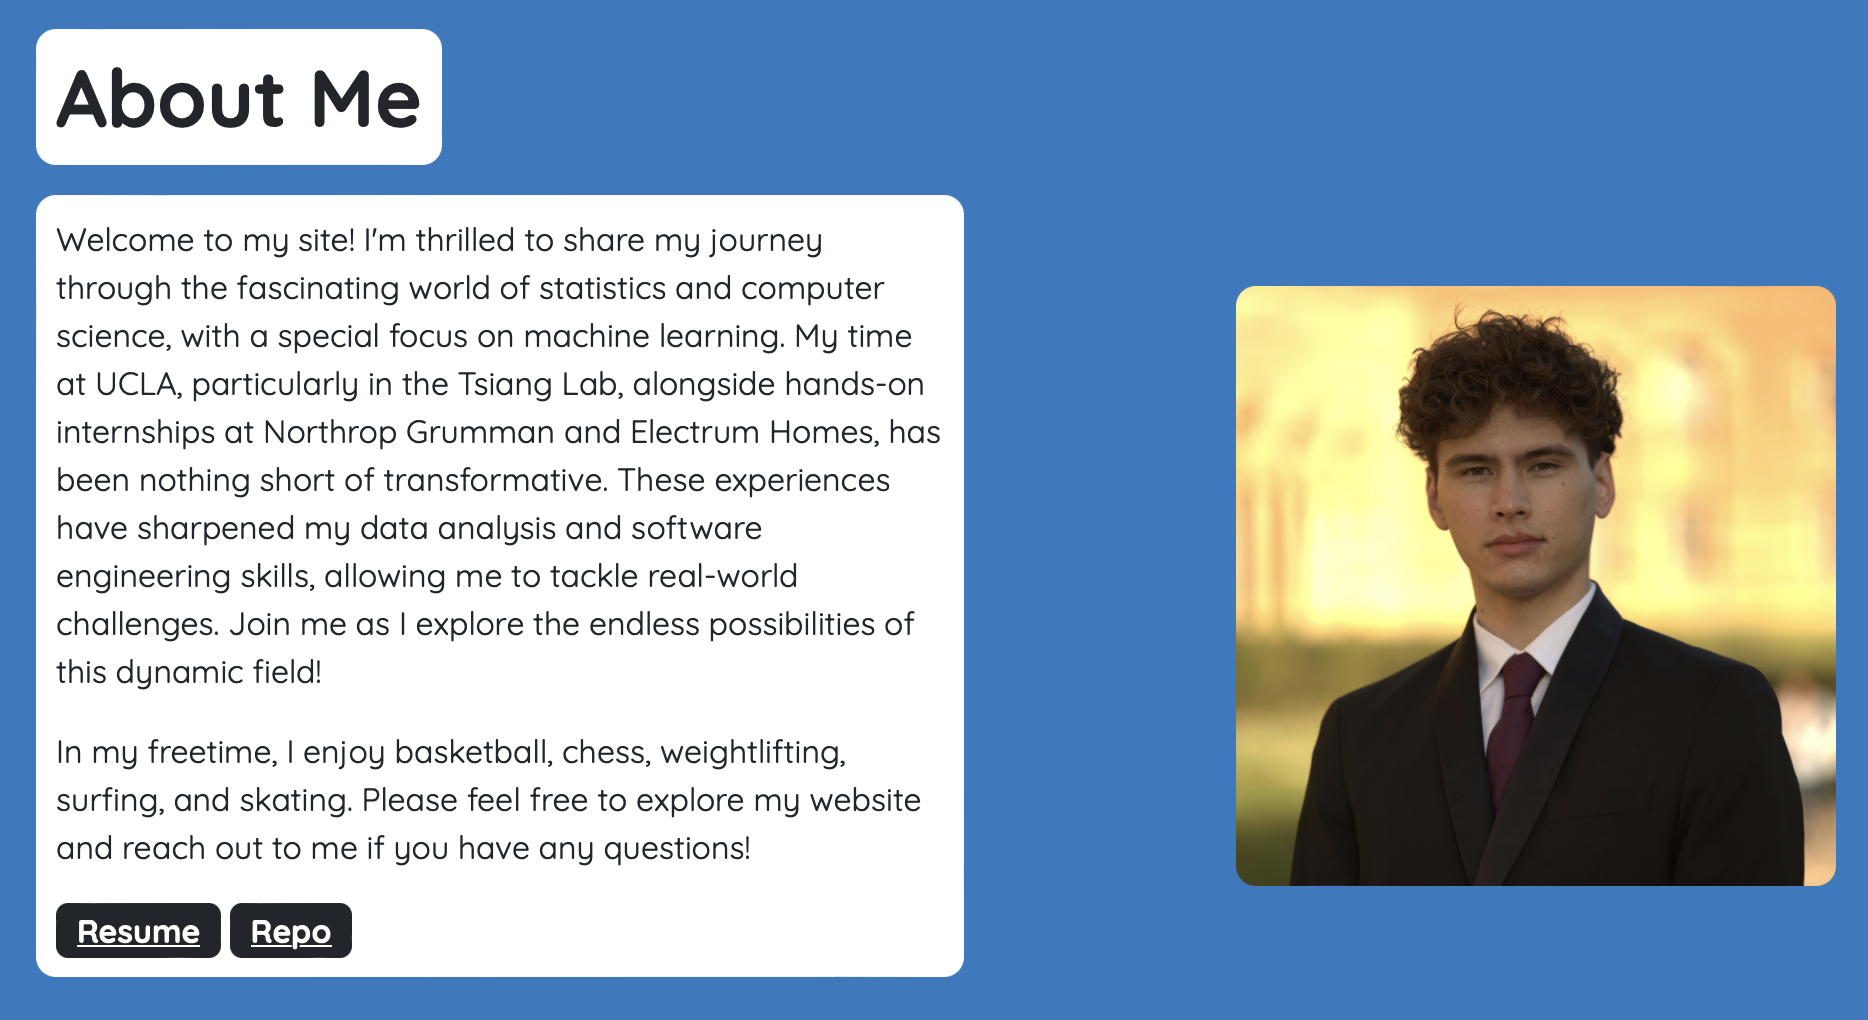 About Me
Welcome to my site! I'm thrilled to share my journey
through the fascinating world of statistics and computer
science, with a special focus on machine learning. My time
at UCLA, particularly in the Tsiang Lab, alongside hands-on
internships at Northrop Grumman and Electrum Homes, has
been nothing short of transformative. These experiences
have sharpened my data analysis and software
engineering skills, allowing me to tackle real-world
challenges. Join me as I explore the endless possibilities of
this dynamic field!
In my freetime, I enjoy basketball, chess, weightlifting,
surfing, and skating. Please feel free to explore my website
and reach out to me if you have any questions!
Resume Repo